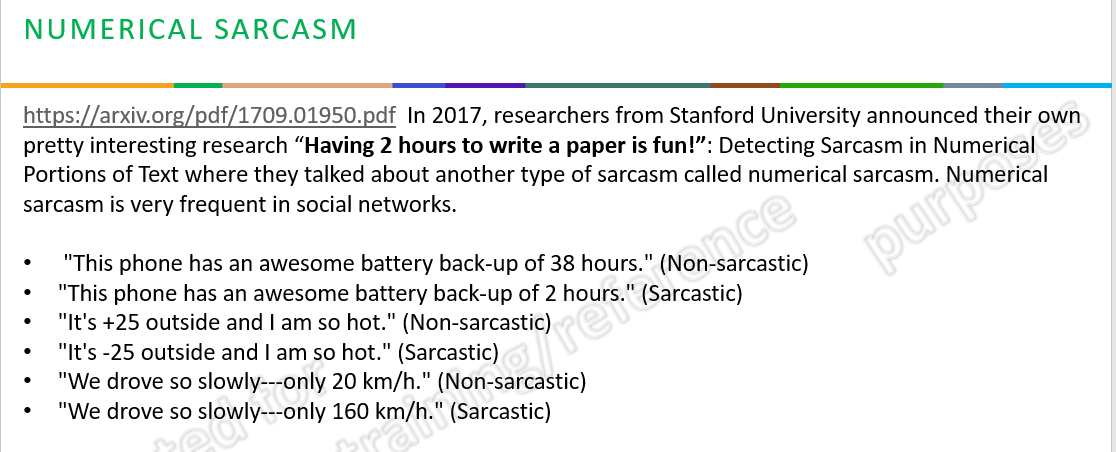 NUMERICAL SARCASM
https://arxiv.org/pdf/1709.01950.pdf In 2017, researchers from Stanford University announced their own
pretty interesting research “Having 2 hours to write a paper is fun!”: Detecting Sarcasm in Numerical
Portions of Text where they talked about another type of sarcasm called numerical sarcasm. Numerical
sarcasm is very frequent in social networks.
• "This phone has an awesome battery back-up of 38 hours." (Non-sarcastic)
• "This phone has an awesome battery back-up of 2 hours." (Sarcastic)
• "It's +25 outside and I am so hot." (Non-sarcastic)
• "It's -25 outside and I am so hot." (Sarcastic)
• "We drove so slowly---only 20 km/h." (Non-sarcastic)
• "We drove so slowly---only 160 km/h." (Sarcastic)
for
training/reference
purposes